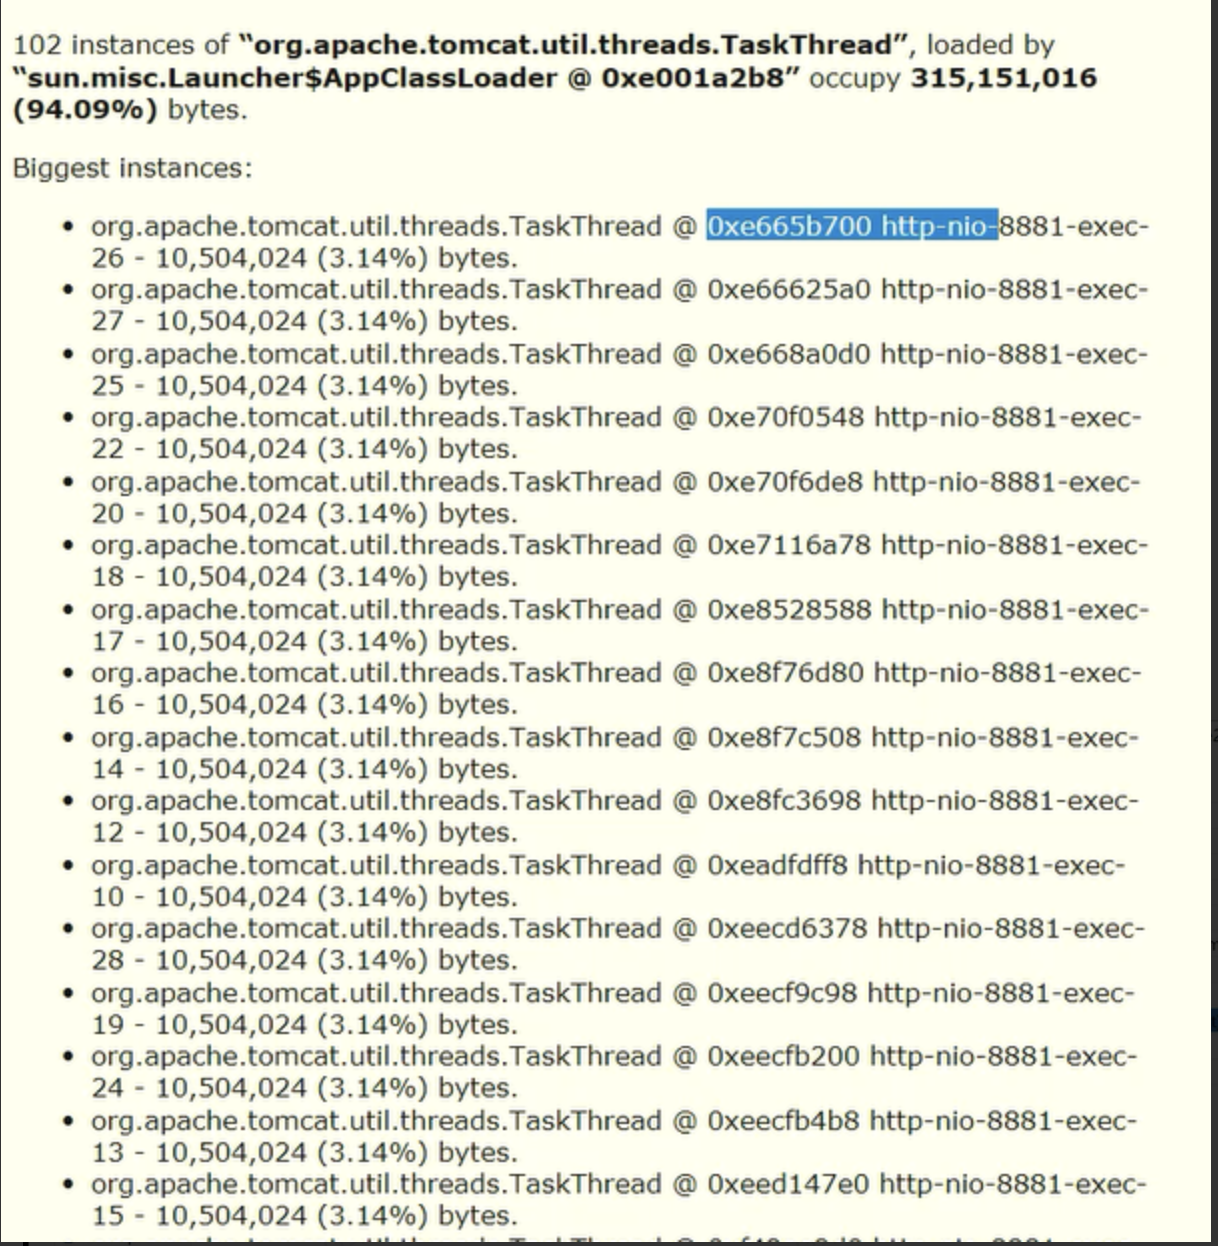 102 instances of “org.apache.tomcat.util.threads.TaskThread”, loaded by
“sun.misc.Launcher$AppClassLoader @ 0xe001a2b8” occupy 315,151,016
(94.09%) bytes.
Biggest instances:
• org.apache.tomcat.util.threads.TaskThread @ 0xe665b700 http-nio-8881-exec-
26 - 10,504,024 (3.14%) bytes.
• org.apache.tomcat.util.threads.TaskThread @ 0xe66625a0 http-nio-8881-exec-
27 - 10,504,024 (3.14%) bytes.
• org.apache.tomcat.util.threads.TaskThread @ 0xe668a0d0 http-nio-8881-exec-
25 - 10,504,024 (3.14%) bytes.
• org.apache.tomcat.util.threads.TaskThread @ 0xe70f0548 http-nio-8881-exec-
22 - 10,504,024 (3.14%) bytes.
• org.apache.tomcat.util.threads.TaskThread @ 0xe70f6de8 http-nio-8881-exec-
20 - 10,504,024 (3.14%) bytes.
• org.apache.tomcat.util.threads.TaskThread @ 0xe7116a78 http-nio-8881-exec-
18 - 10,504,024 (3.14%) bytes.
• org.apache.tomcat.util.threads.TaskThread @ 0xe8528588 http-nio-8881-exec-
17 - 10,504,024 (3.14%) bytes.
• org.apache.tomcat.util.threads.TaskThread @ 0xe8f76d80 http-nio-8881-exec-
16 - 10,504,024 (3.14%) bytes.
• org.apache.tomcat.util.threads.TaskThread @ 0xe8f7c508 http-nio-8881-exec-
14 - 10,504,024 (3.14%) bytes.
• org.apache.tomcat.util.threads.TaskThread @ 0xe8fc3698 http-nio-8881-exec-
12 - 10,504,024 (3.14%) bytes.
• org.apache.tomcat.util.threads.TaskThread @ 0xeadfdff8 http-nio-8881-exec-
10 - 10,504,024 (3.14%) bytes.
• org.apache.tomcat.util.threads.TaskThread @ 0xeecd6378 http-nio-8881-exec-
28 - 10,504,024 (3.14%) bytes.
• org.apache.tomcat.util.threads.TaskThread @ 0xeecf9c98 http-nio-8881-exec-
19 - 10,504,024 (3.14%) bytes.
• org.apache.tomcat.util.threads.TaskThread @ 0xeecfb200 http-nio-8881-exec-
24 - 10,504,024 (3.14%) bytes.
• org.apache.tomcat.util.threads.TaskThread @ 0xeecfb4b8 http-nio-8881-exec-
13 - 10,504,024 (3.14%) bytes.
• org.apache.tomcat.util.threads.TaskThread @ 0xeed147e0 http-nio-8881-exec-
15 - 10,504,024 (3.14%) bytes.